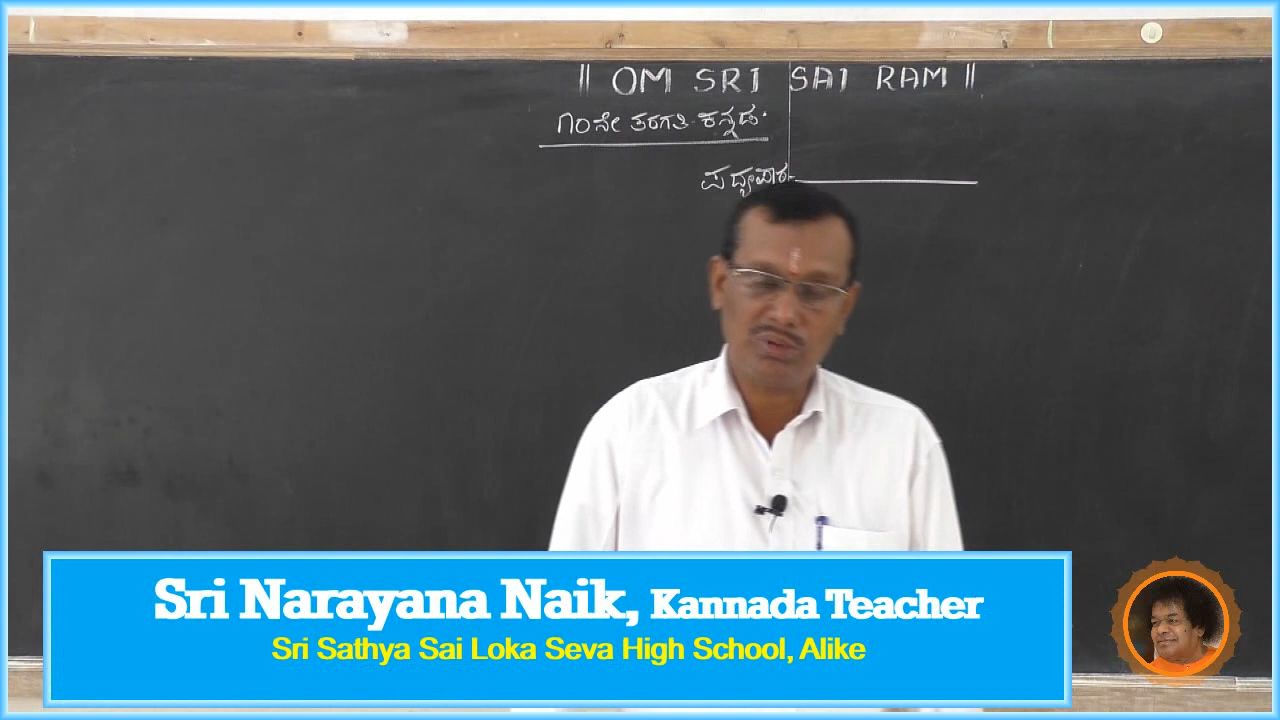 || OM SRI SAI RAM ||
೧೦ನೇ ತರಗತಿ - ಕನ್ನಡ.
ಪದ್ಯಪಾಠ-
Sri Narayana Naik, Kannada Teacher
Sri Sathya Sai Loka Seva High School, Alike